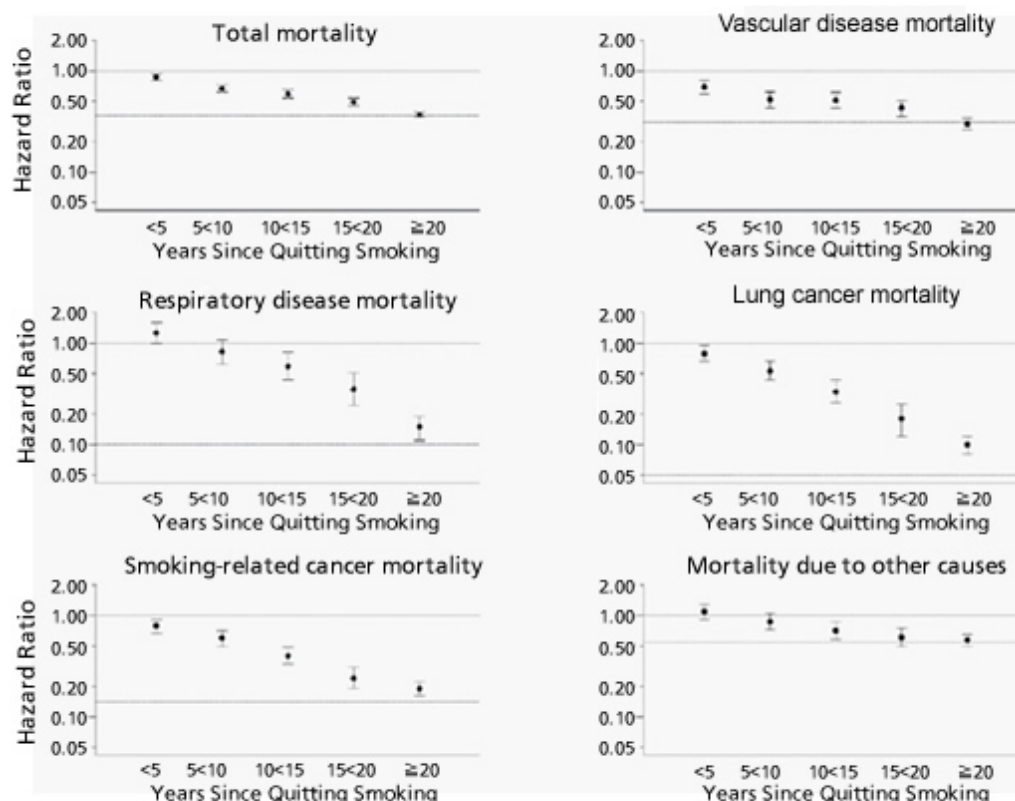 Total mortality
Hazard Ratio
2.00
1.00
0.50
0.20
0.10
0.05
<5 5<10 10<15 15<20 ≧20
Years Since Quitting Smoking
Vascular disease mortality
2.00
1.00
0.50
0.20
0.10
0.05
<5 5<10 10<15 15<20 ≧20
Years Since Quitting Smoking
Respiratory disease mortality
Hazard Ratio
2.00
1.00
0.50
0.20
0.10
0.05
<5 5<10 10<15 15<20 ≧20
Years Since Quitting Smoking
Lung cancer mortality
2.00
1.00
0.50
0.20
0.10
0.05
<5 5<10 10<15 15<20 ≧20
Years Since Quitting Smoking
Smoking-related cancer mortality
Hazard Ratio
2.00
1.00
0.50
0.20
0.10
0.05
<5 5<10 10<15 15<20 ≧20
Years Since Quitting Smoking
Mortality due to other causes
2.00
1.00
0.50
0.20
0.10
0.05
<5 5<10 10<15 15<20 ≧20
Years Since Quitting Smoking